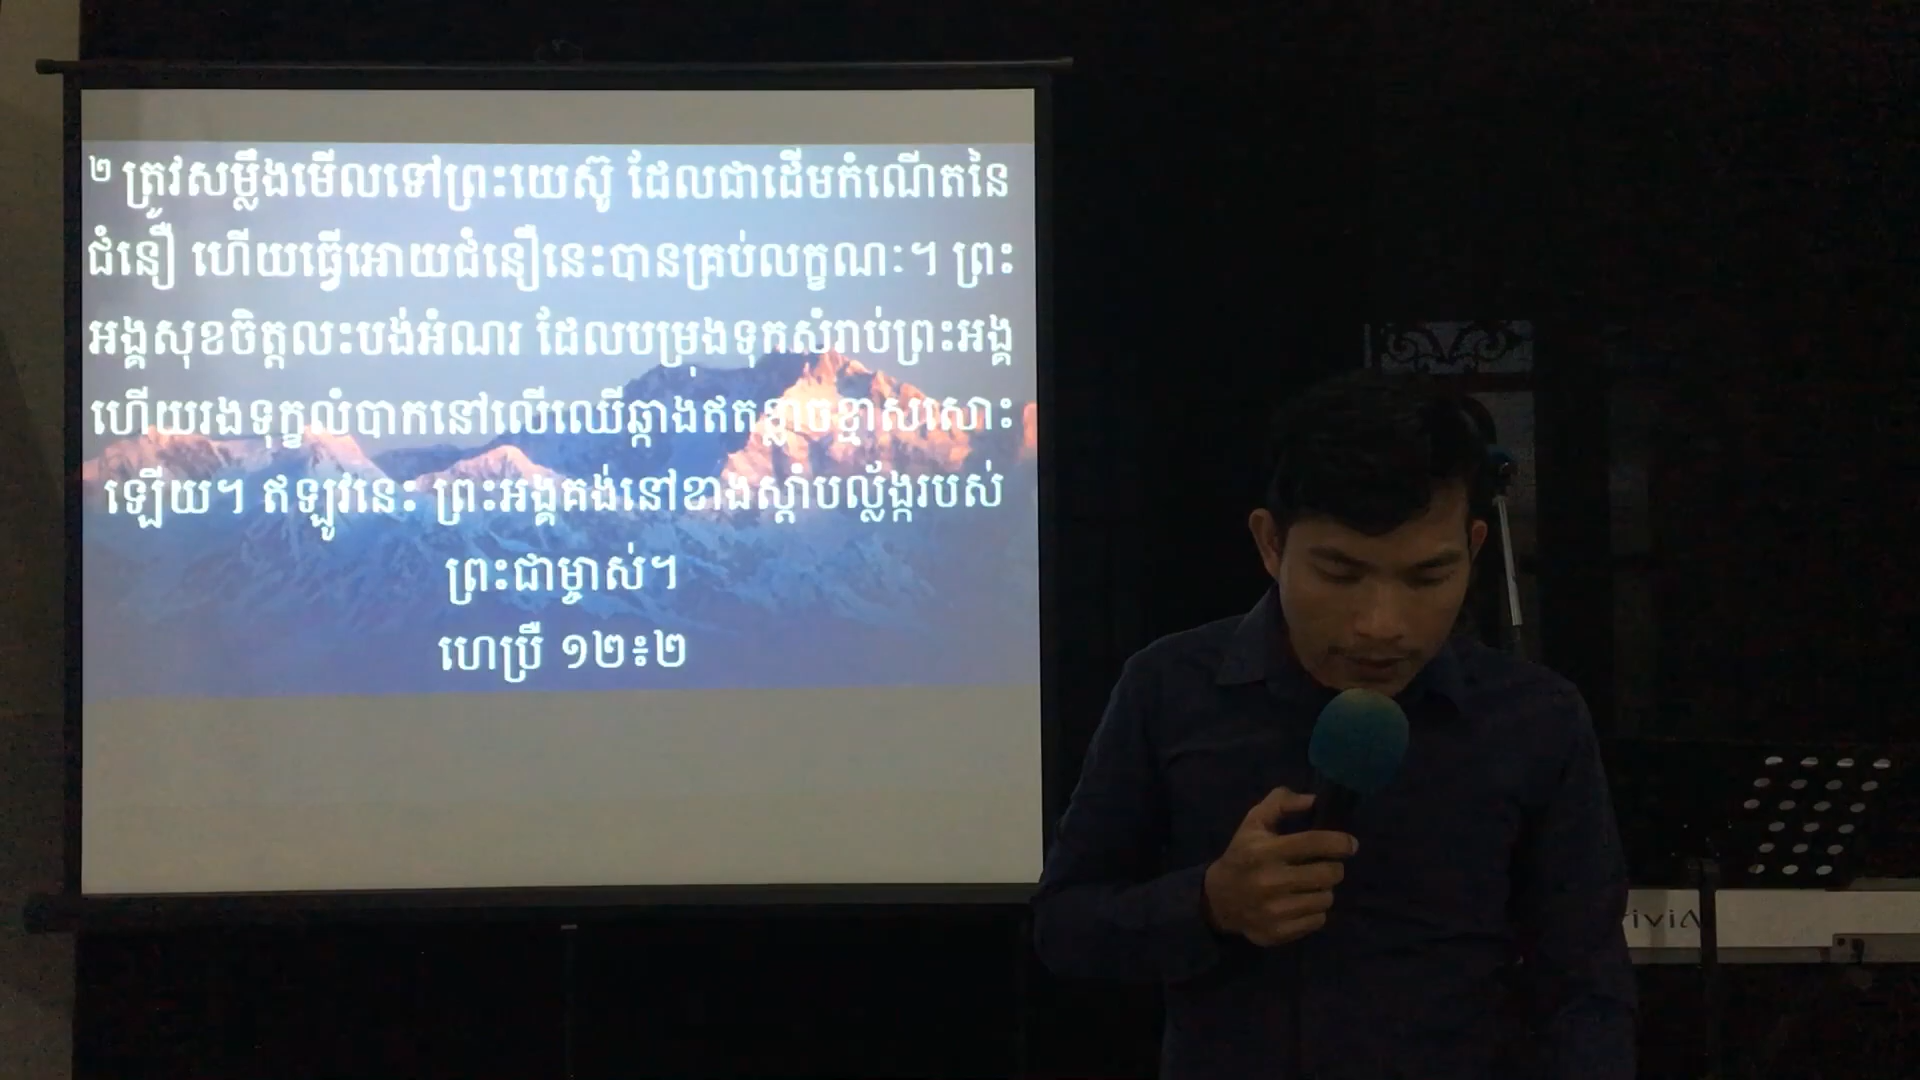 ២ ត្រូវសម្លឹងមើលទៅព្រះយេស៊ូ ដែលជាដើមកំណើតនៃ
ជំនឿ ហើយធ្វើអោយជំនឿនេះបានគ្រប់លក្ខណៈ។ ព្រះ
អង្គសុខចិត្តលះបង់អំណរ ដែលបម្រុងទុកសំរាប់ព្រះអង្គ
ហើយរងទុក្ខលំបាកនៅលើឈើឆ្កាងឥតខ្លាចខ្មាសសោះ
ឡើយ។ ឥឡូវនេះ ព្រះអង្គគង់នៅខាងស្ដាំបល្ល័ង្ករបស់
ព្រះជាម្ចាស់។
ហេប្រឺ ១២៖២